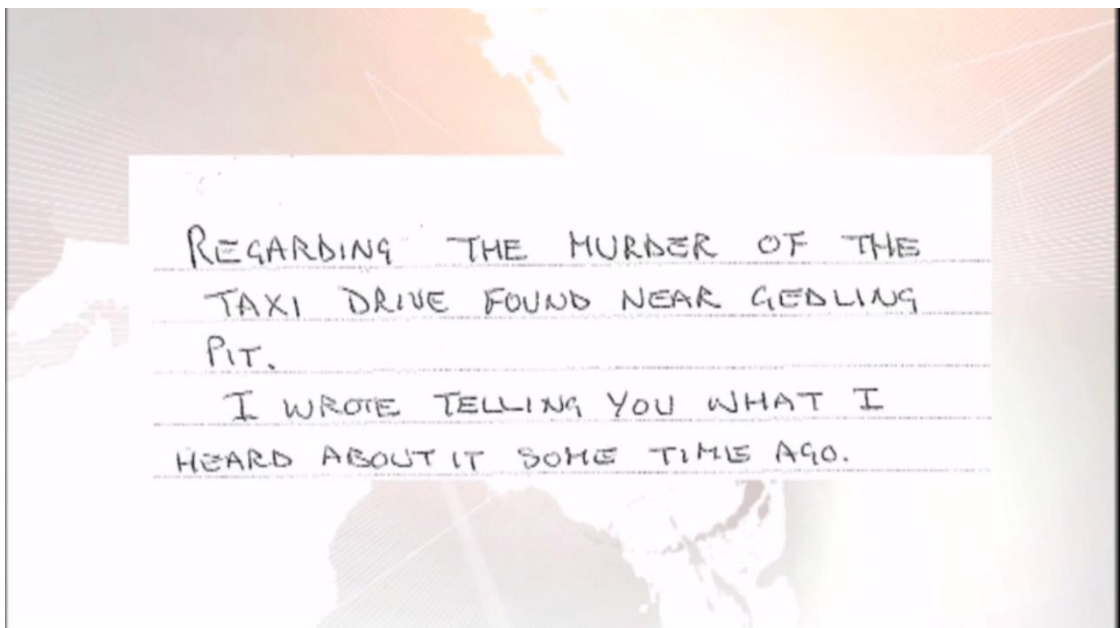 REGARDING THE MURDER OF THE
TAXI DRIVE FOUND NEAR GEDLING
PIT.
I WROTE TELLING YOU WHAT I
HEARD ABOUT IT SOME TIME AGO.